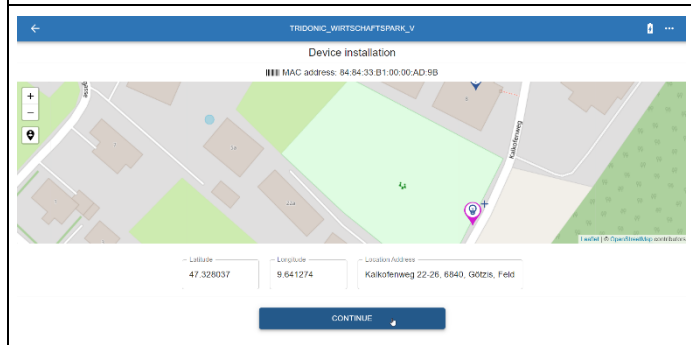 TRIDONIC_WIRTSCHAFTSPARK_V
Device installation
MAC address: 84:84:33:B1:00:00:AD:9B
+
−
Kalkofenweg
22a
Leaflet | © OpenStreetMap contributors
Latitude
Longitude
Location Address
47.328037
9.641274
Kalkofenweg 22-26, 6840, Götzis, Feld
CONTINUE